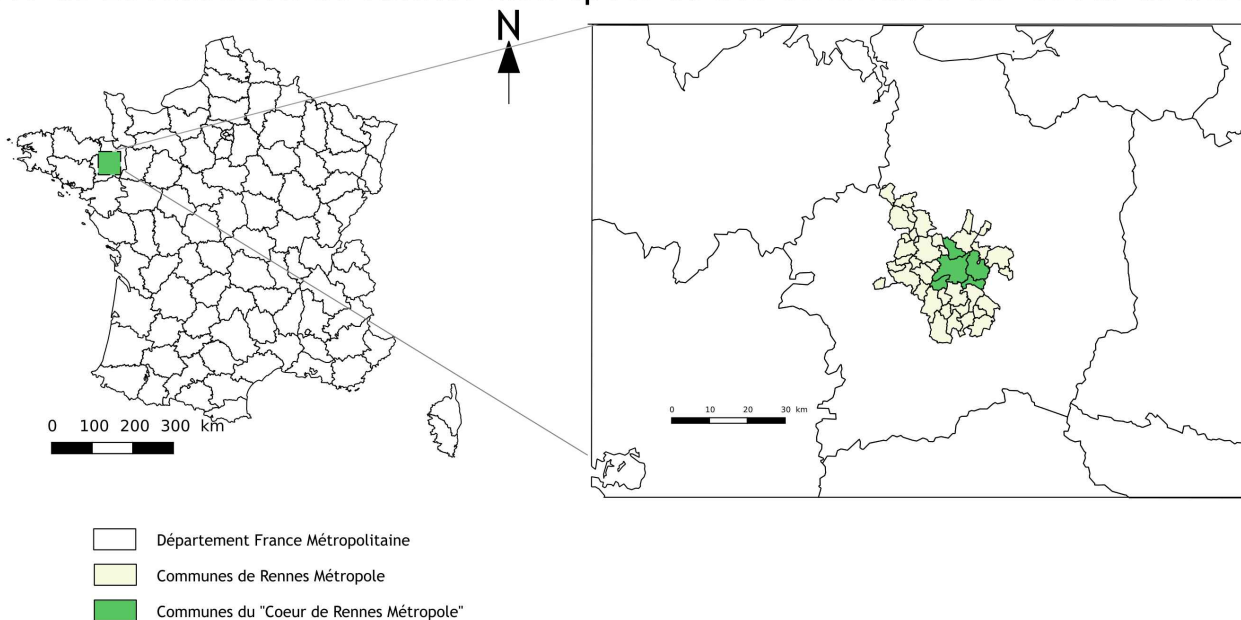 N
0 100 200 300 km
0 10 20 30 km
Département France Métropolitaine
Communes de Rennes Métropole
Communes du "Coeur de Rennes Métropole"